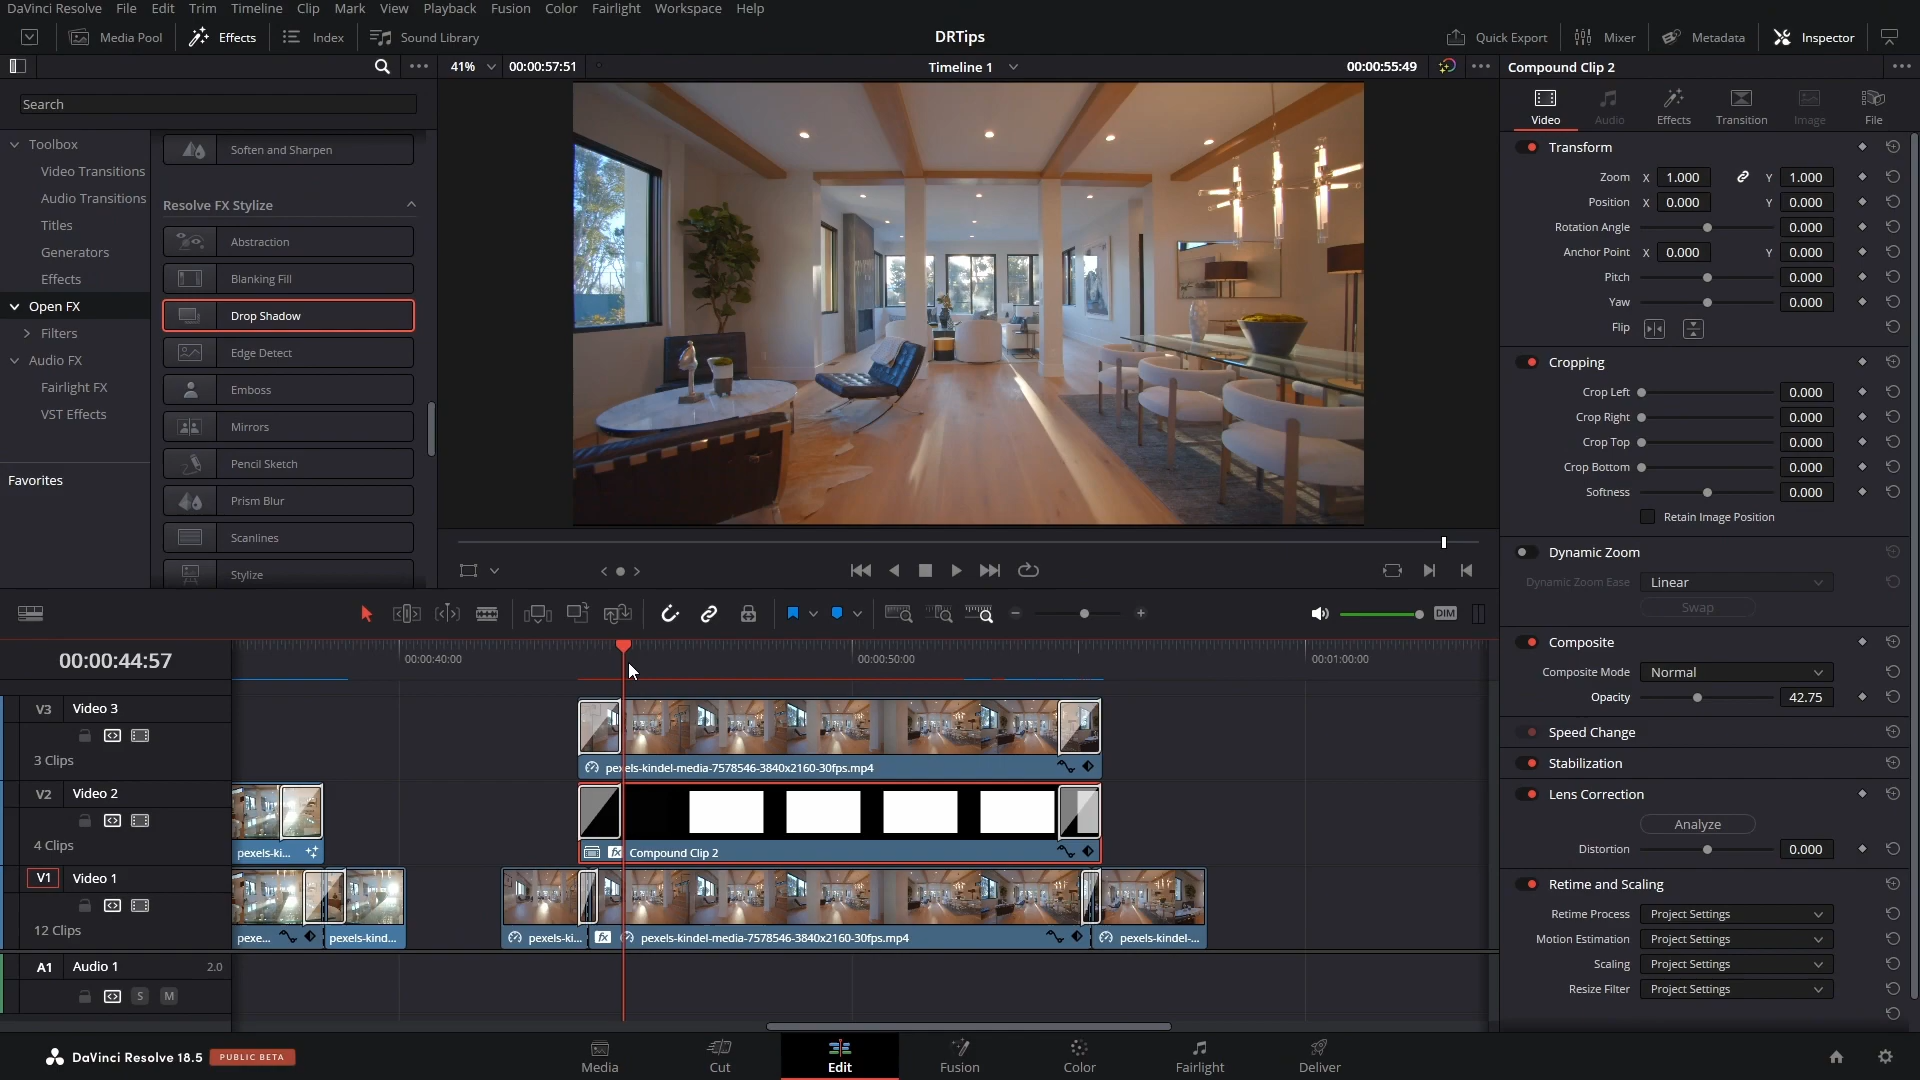 DaVinci Resolve File Edit Trim Timeline Clip Mark View Playback Fusion Color Fairlight Workspace Help
Media Pool Effects Index Sound Library DRTips Quick Export Mixer Metadata Inspector
41% 00:00:57:51 Timeline 1 00:00:55:49 Compound Clip 2
Search
Video Audio Effects Transition Image File
Toolbox
Video Transitions
Audio Transitions
Titles
Generators
Effects
Open FX
Filters
Audio FX
Fairlight FX
VST Effects
Favorites
Soften and Sharpen
Resolve FX Stylize
Abstraction
Blanking Fill
Drop Shadow
Edge Detect
Emboss
Mirrors
Pencil Sketch
Prism Blur
Scanlines
Stylize
Transform
Zoom X 1.000 Y 1.000
Position X 0.000 Y 0.000
Rotation Angle 0.000
Anchor Point X 0.000 Y 0.000
Pitch 0.000
Yaw 0.000
Flip
Cropping
Crop Left 0.000
Crop Right 0.000
Crop Top 0.000
Crop Bottom 0.000
Softness 0.000
Retain Image Position
Dynamic Zoom
Dynamic Zoom Ease Linear
Swap
Composite
Composite Mode Normal
Opacity 42.75
Speed Change
Stabilization
Lens Correction
Analyze
Distortion 0.000
Retime and Scaling
Retime Process Project Settings
Motion Estimation Project Settings
Scaling Project Settings
Resize Filter Project Settings
DIM
00:00:44:57 00:00:40:00 00:00:50:00 00:01:00:00
V3 Video 3
3 Clips
pexels-kindel-media-7578546-3840x2160-30fps.mp4
V2 Video 2
4 Clips
pexels-ki... fx Compound Clip 2
V1 Video 1
12 Clips
pexe... pexels-kind... pexels-ki... fx pexels-kindel-media-7578546-3840x2160-30fps.mp4 pexels-kindel-...
A1 Audio 1 2.0
S M
DaVinci Resolve 18.5 PUBLIC BETA
Media Cut Edit Fusion Color Fairlight Deliver